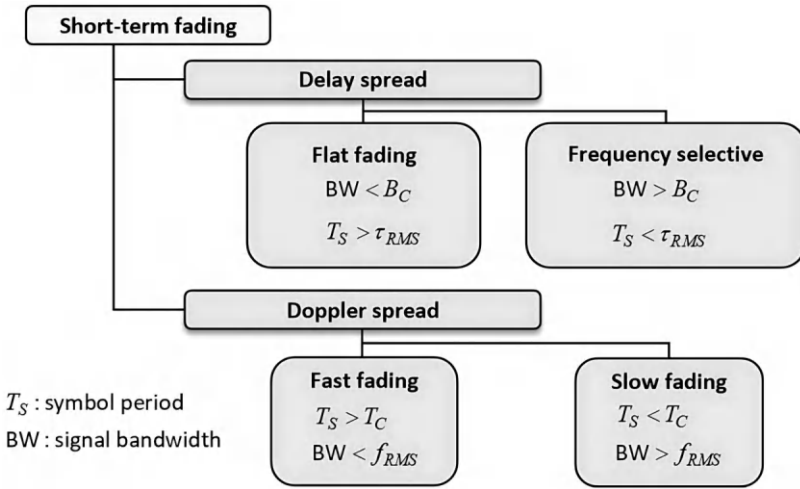 Short-term fading
Delay spread
Flat fading
BW < B_C
T_S > τ_RMS
Frequency selective
BW > B_C
T_S < τ_RMS
Doppler spread
Fast fading
T_S > T_C
BW < f_RMS
Slow fading
T_S < T_C
BW > f_RMS
T_S : symbol period
BW : signal bandwidth